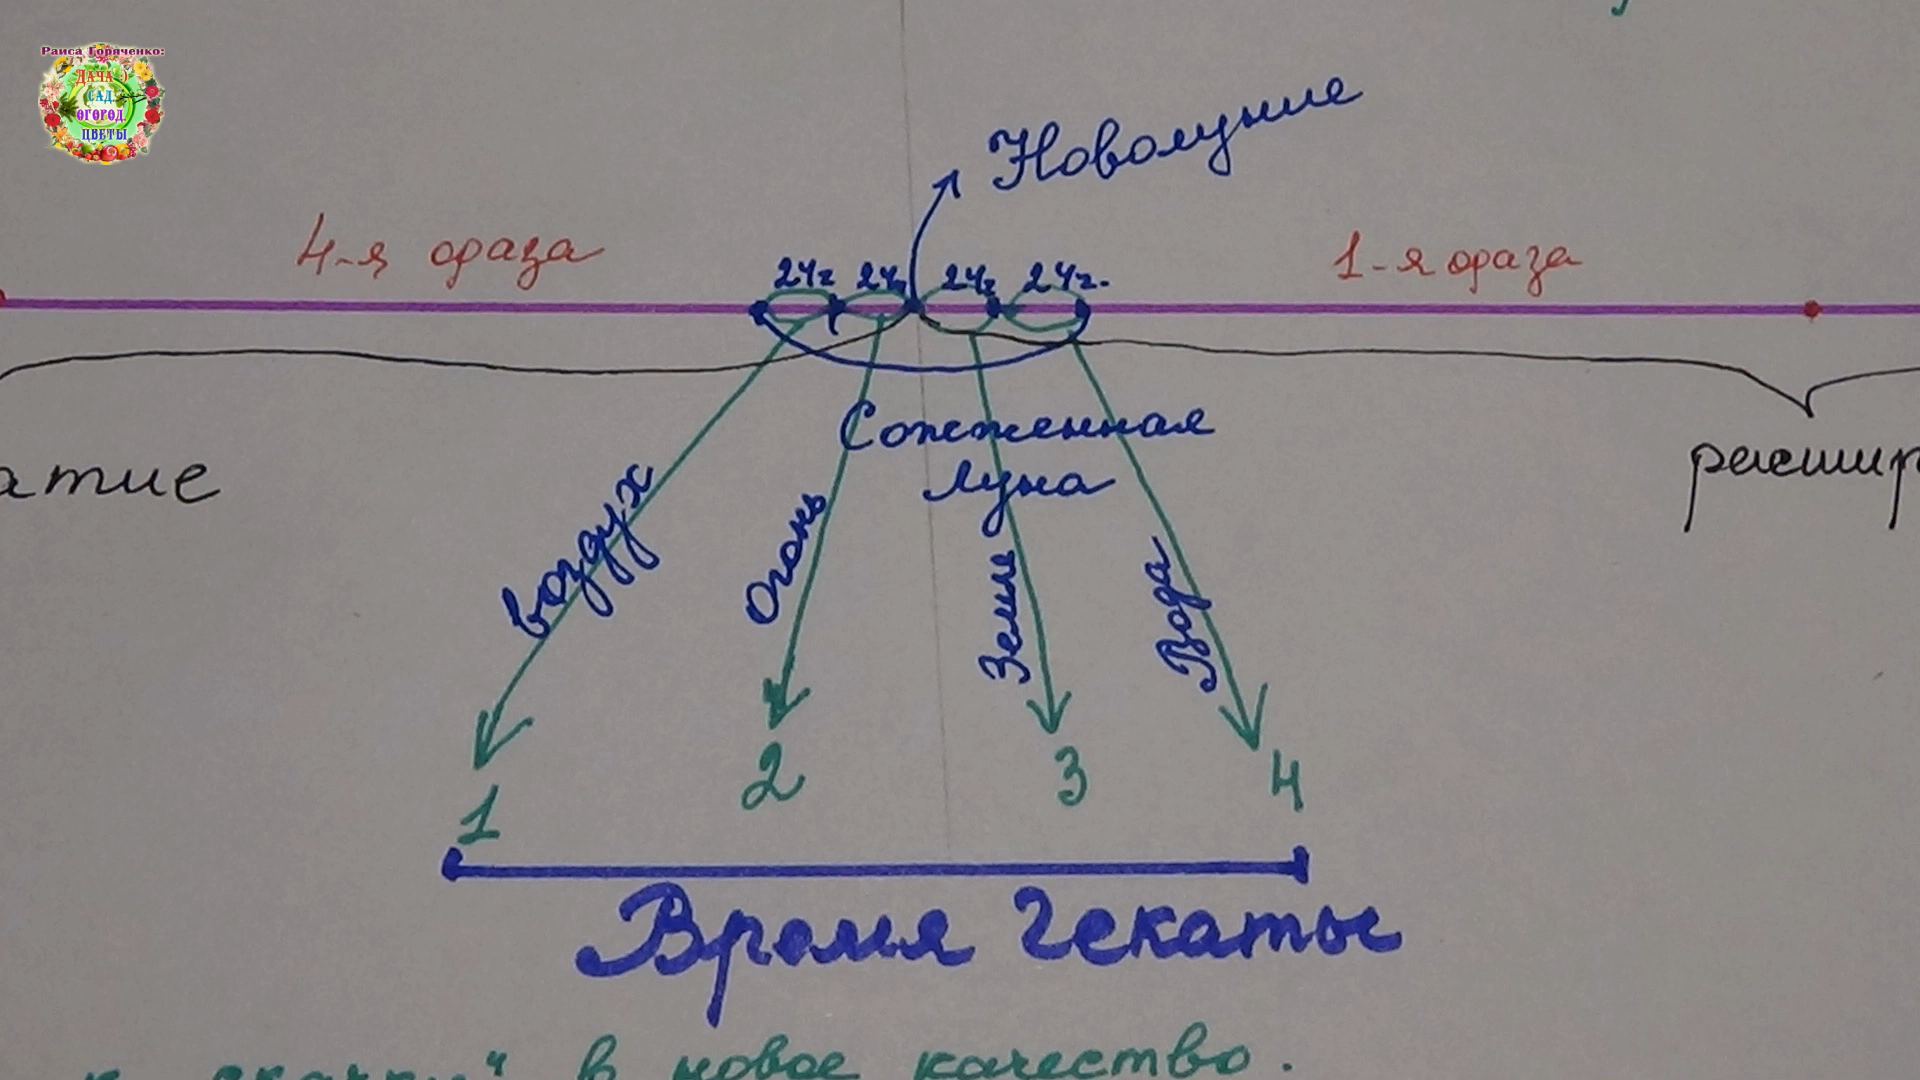 Раиса Горяченко:
Дача :)
САД.
ОГОРОД.
ЦВЕТЫ
Новолуние
4-я фаза
24ч 24ч 24ч 24ч.
1-я фаза
Сожженная
Луна
атие
расшир
воздух
Огонь
Земля
Вода
1 2 3 4
Время Гекаты
в новое качество.